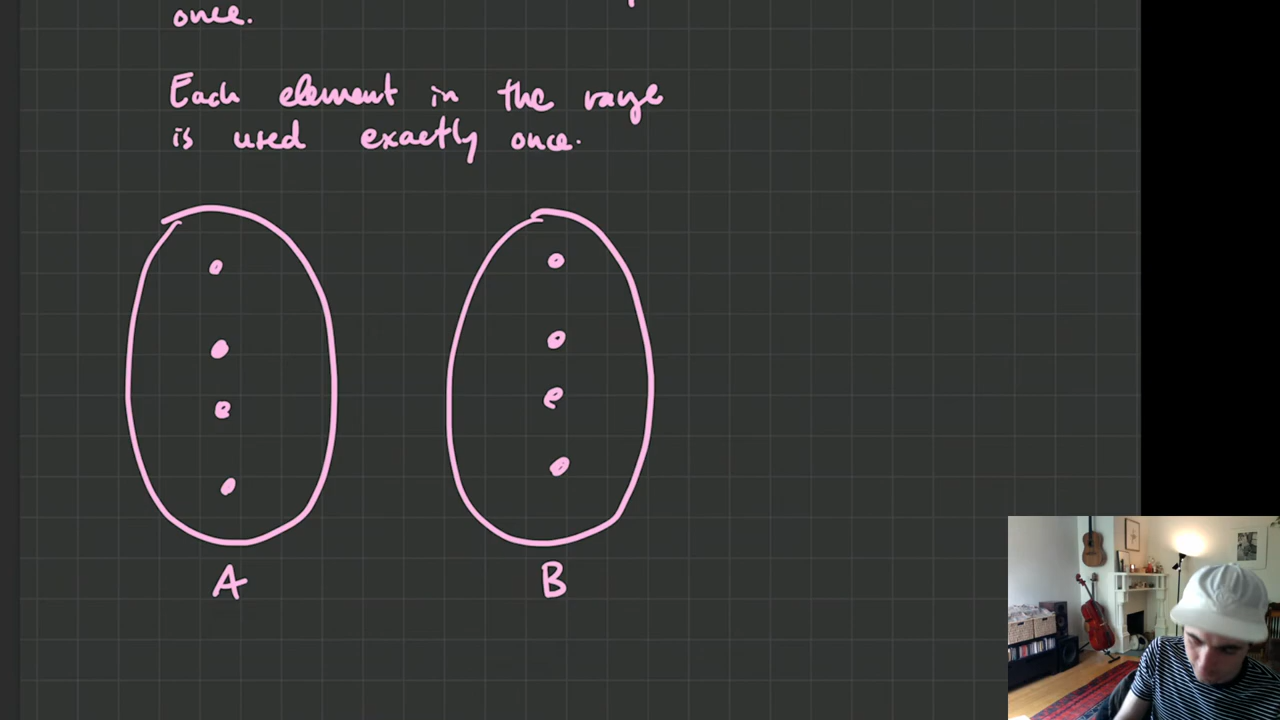 once.
Each element in the range
is used exactly once.
A B